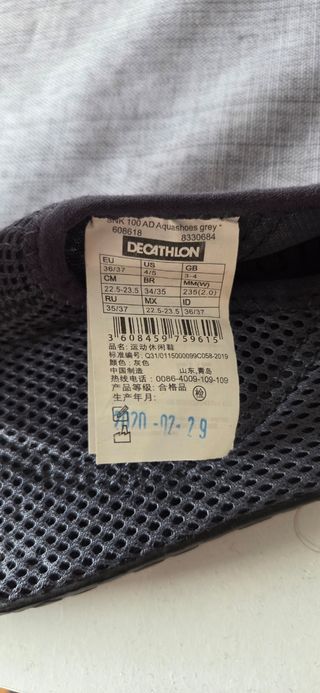 SNK 100 AD Aquashoes grey *
608618 8330684
DECATHLON
EU US GB
36/37 4/5 3-4
CM BR MM(W)
22.5-23.5 34/35 235(2.0)
RU MX ID
35/37 22.5-23.5 36/37
3 608459 759615
品名：运动休闲鞋
标准编号：Q31/0115000099C058-2019
颜色：灰色
中国制造 山东,青岛
热线电话：0086-4009-109-109
产品等级：合格品
生产年月： 检
2020-02-29